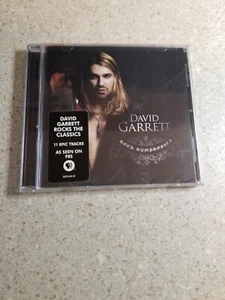 DAVID
GARRETT
ROCK SYMPHONIES
DAVID
GARRETT
ROCKS THE
CLASSICS
11 EPIC TRACKS
AS SEEN ON
PBS